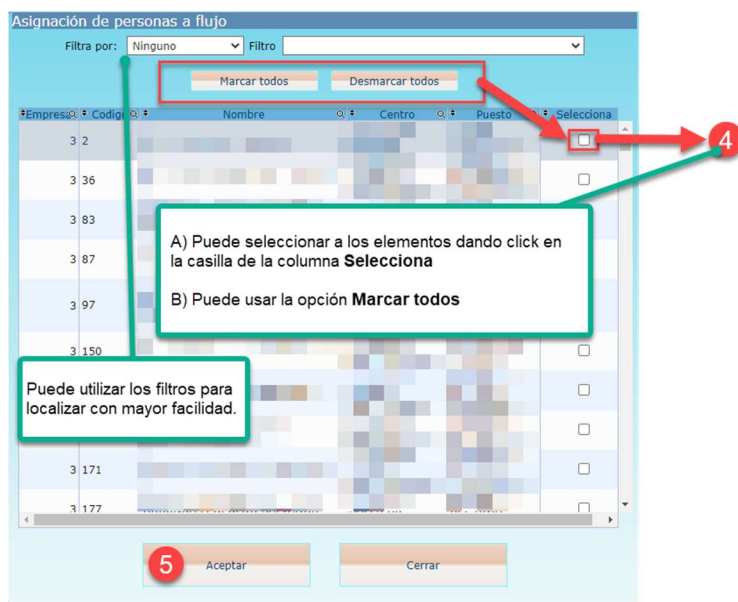 Asignación de personas a flujo
Filtra por: Ninguno Filtro
Marcar todos Desmarcar todos
Empresa Codigo Nombre Centro Puesto Selecciona
3 2
4
3 36
3 83
A) Puede seleccionar a los elementos dando click en
la casilla de la columna Selecciona
3 87
B) Puede usar la opción Marcar todos
3 97
3 150
Puede utilizar los filtros para
localizar con mayor facilidad.
3 171
3 177
5 Aceptar Cerrar